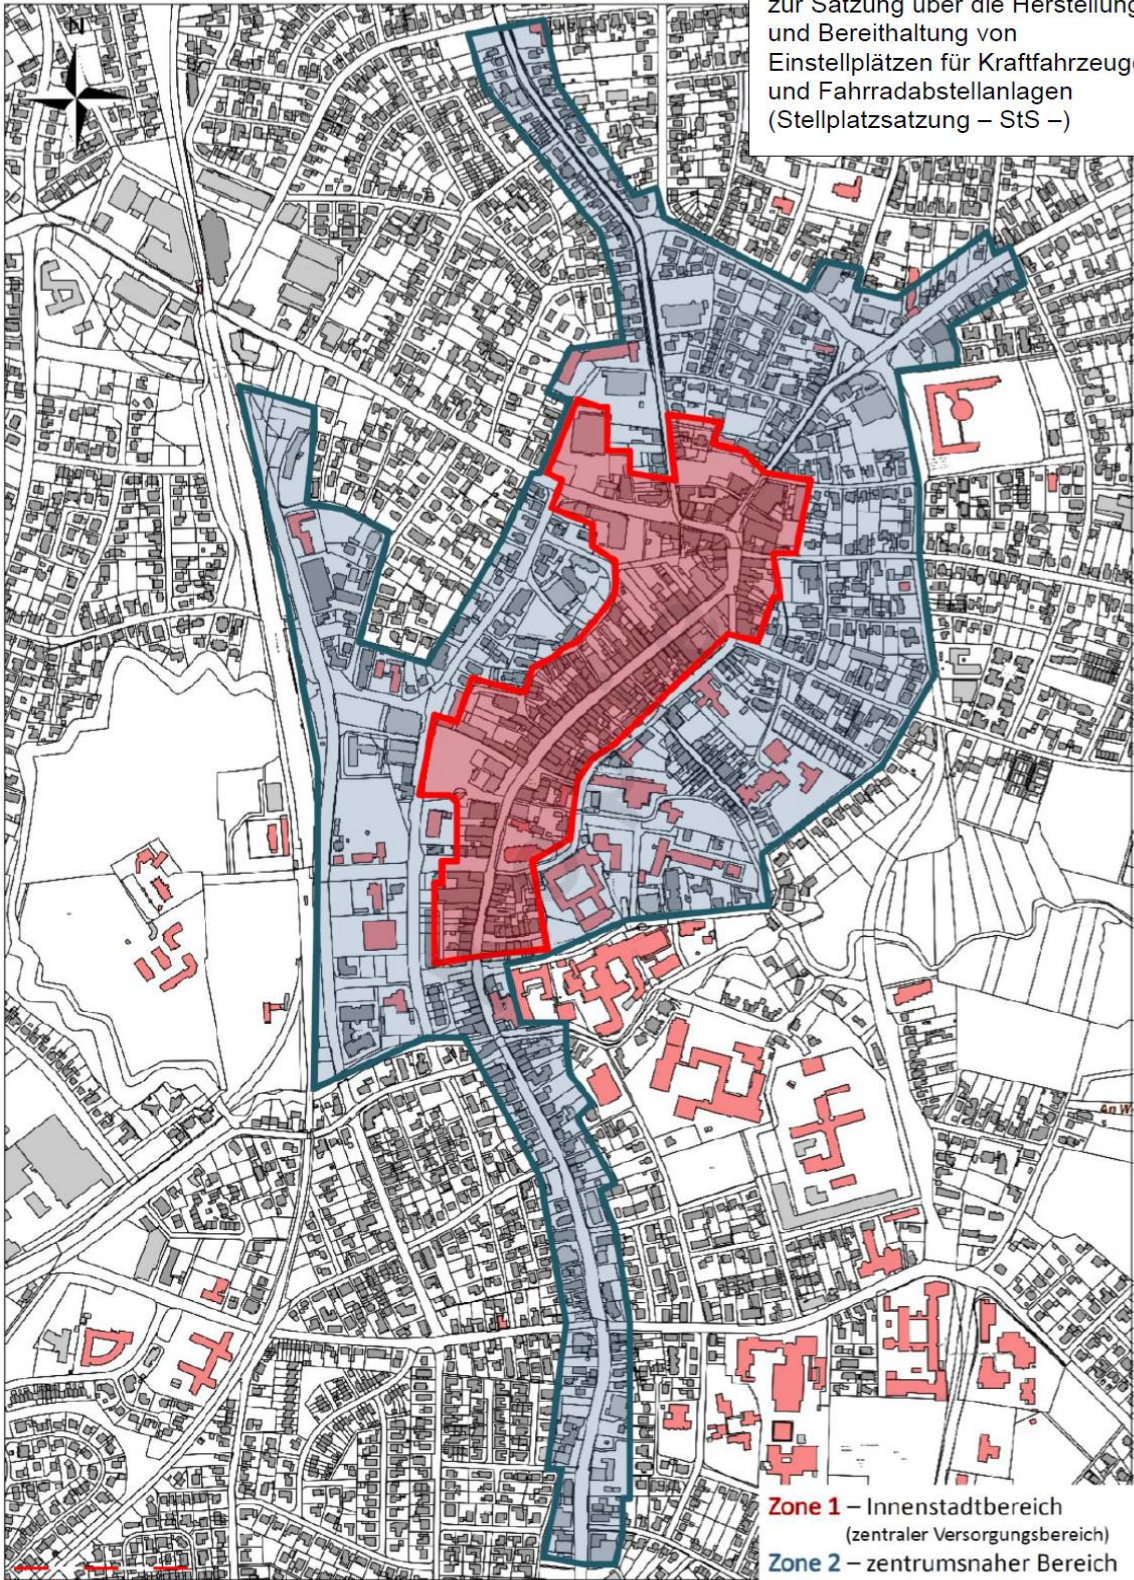 zur Satzung über die Herstellung
und Bereithaltung von
Einstellplätzen für Kraftfahrzeuge
und Fahrradabstellanlagen
(Stellplatzsatzung – StS –)
N
Zone 1 – Innenstadtbereich
(zentraler Versorgungsbereich)
Zone 2 – zentrumsnaher Bereich